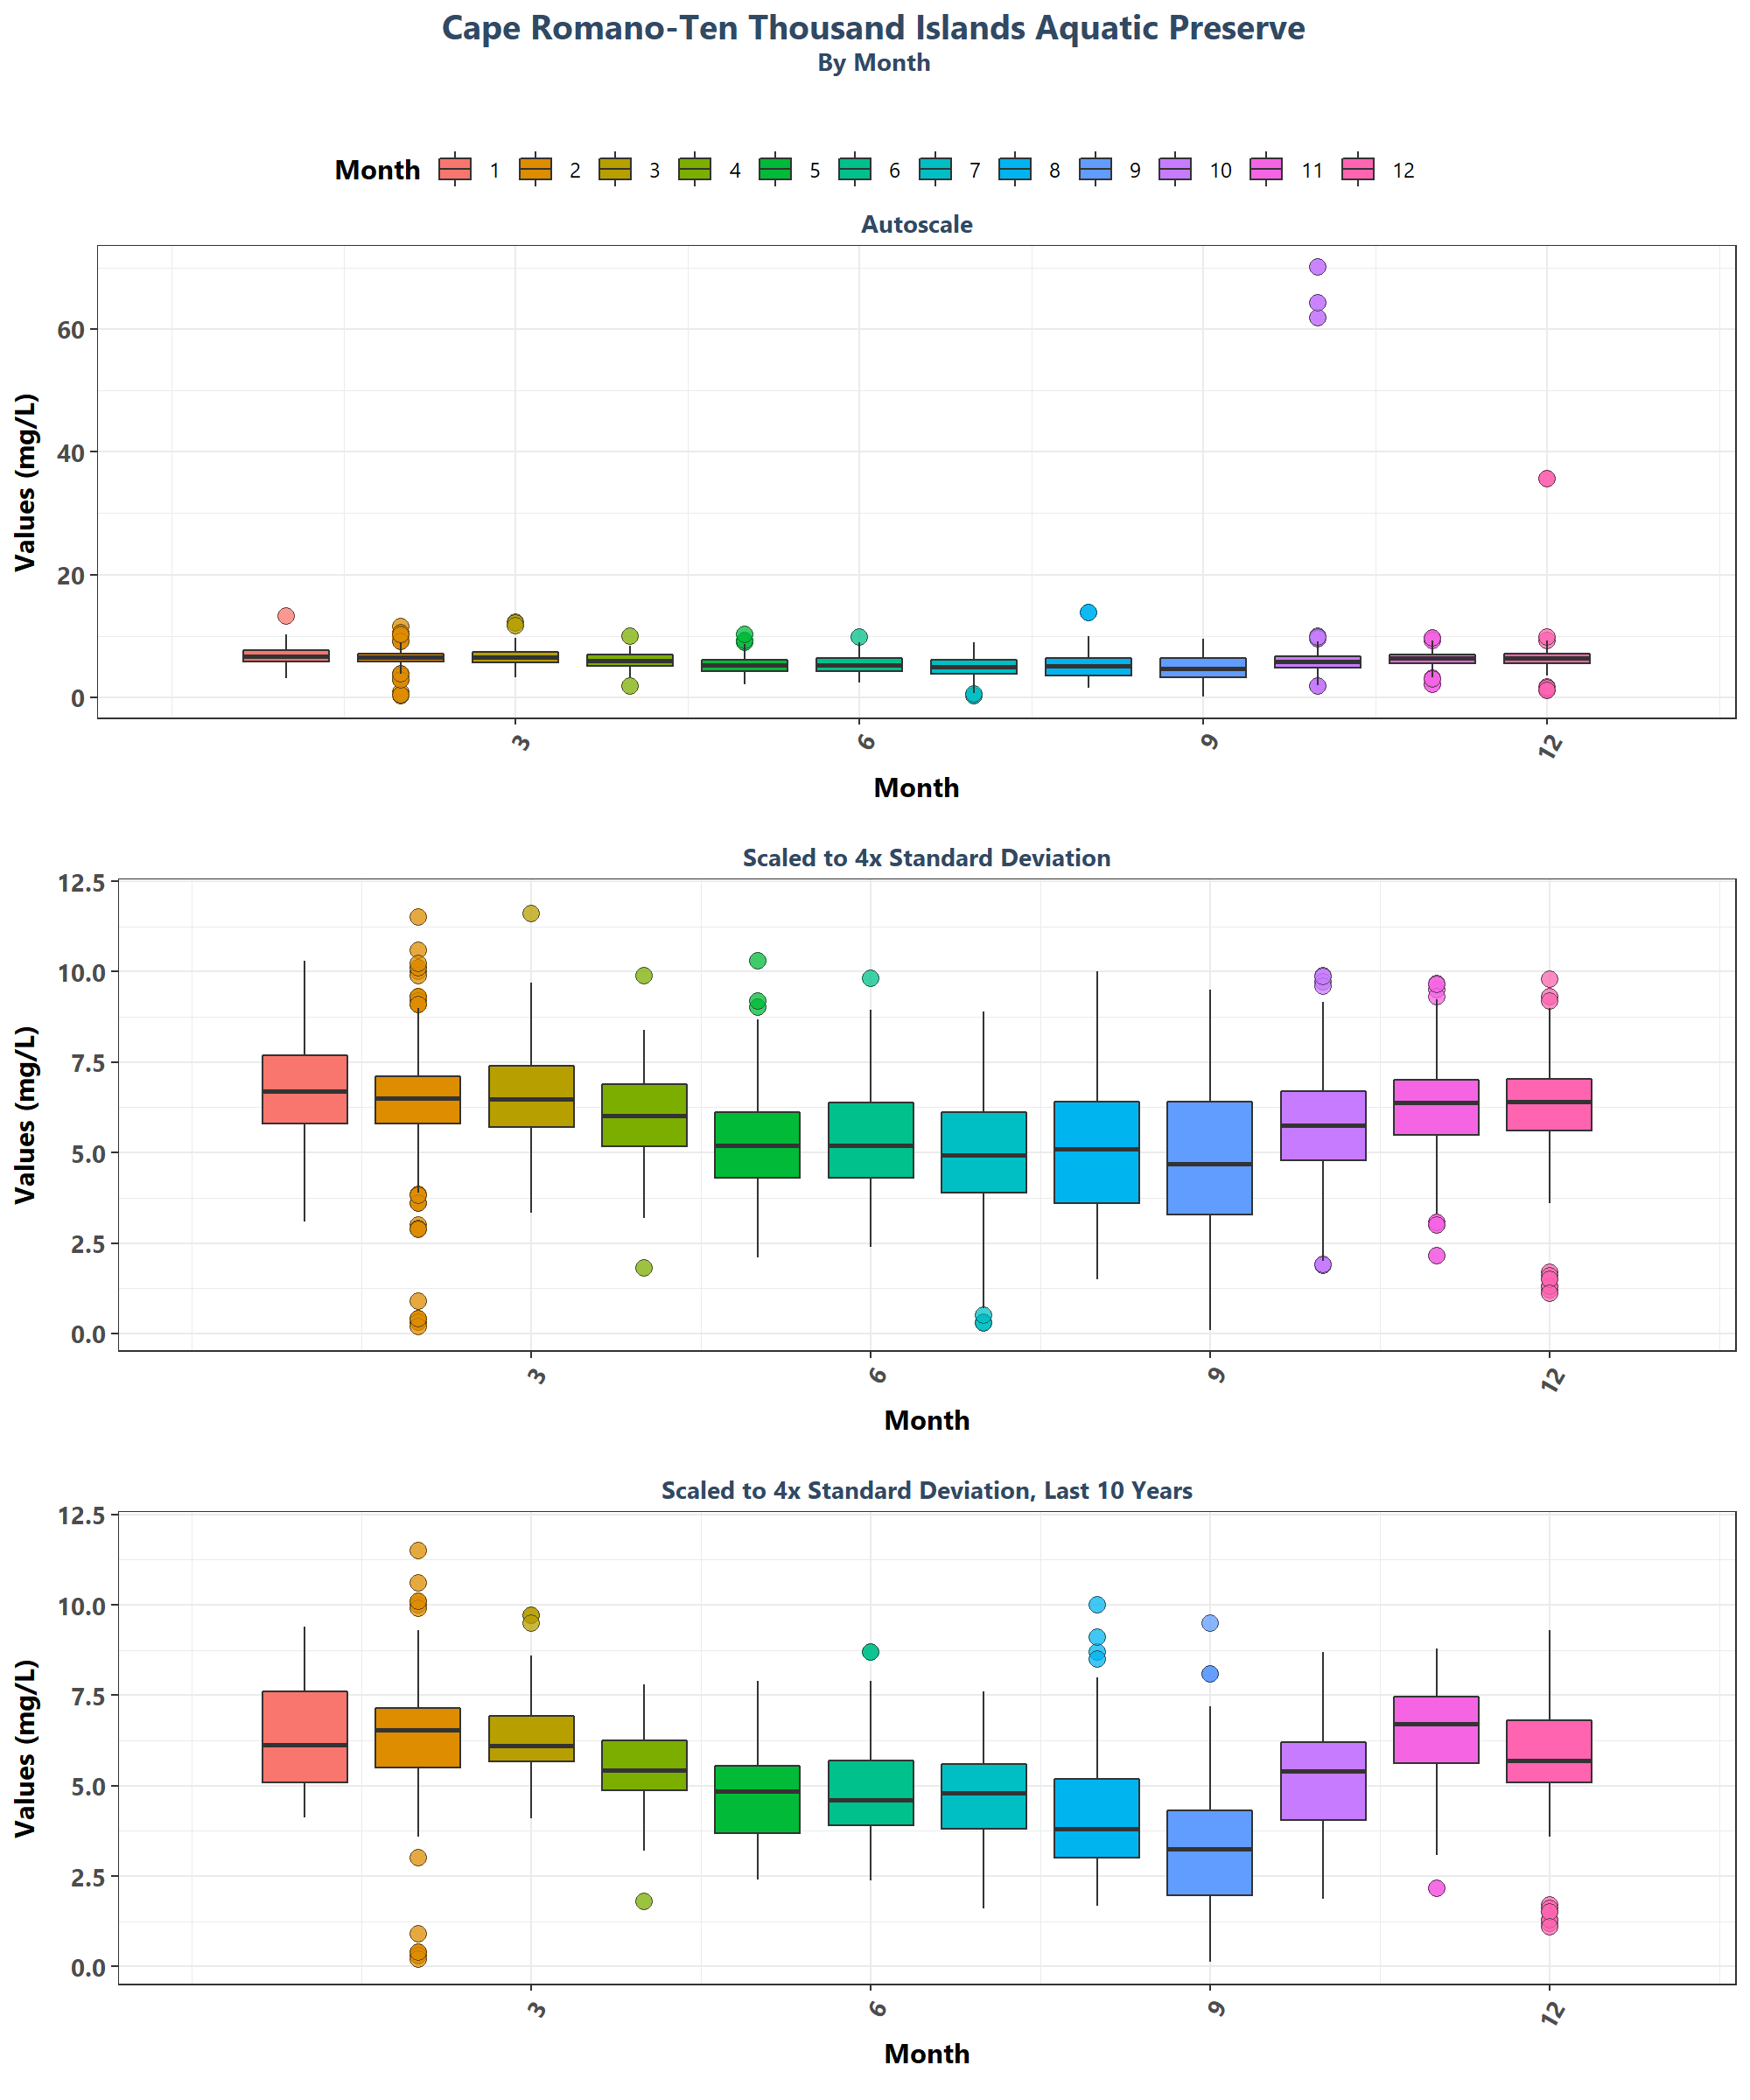 Cape Romano-Ten Thousand Islands Aquatic Preserve
By Month
Month 1 2 3 4 5 6 7 8 9 10 11 12
Autoscale
Values (mg/L)
60
40
20
0
3 6 9 12
Month
Scaled to 4x Standard Deviation
Values (mg/L)
12.5
10.0
7.5
5.0
2.5
0.0
3 6 9 12
Month
Scaled to 4x Standard Deviation, Last 10 Years
Values (mg/L)
12.5
10.0
7.5
5.0
2.5
0.0
3 6 9 12
Month